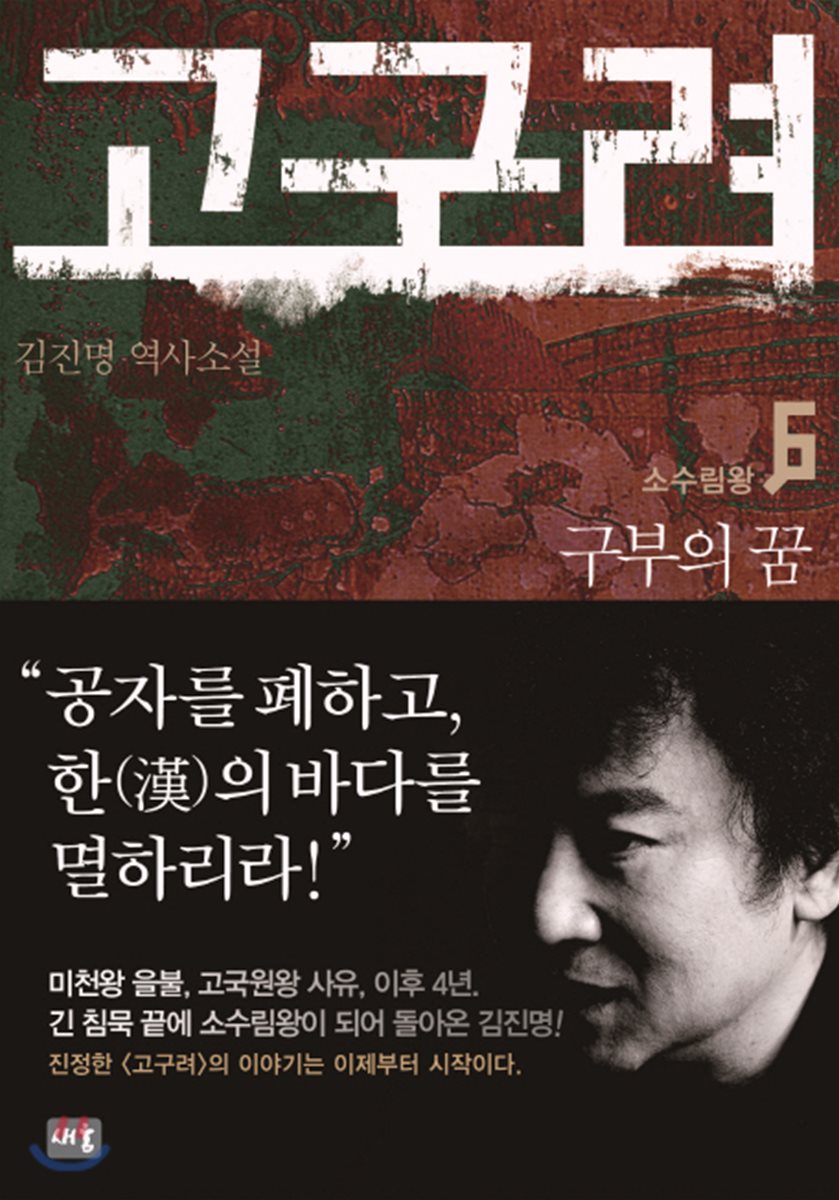 고구려
김진명 역사소설
소수림왕 6
구부의 꿈
“공자를 폐하고,
한(漢)의 바다를
멸하리라!”
미천왕 을불, 고국원왕 사유, 이후 4년.
긴 침묵 끝에 소수림왕이 되어 돌아온 김진명!
진정한 〈고구려〉의 이야기는 이제부터 시작이다.
새움